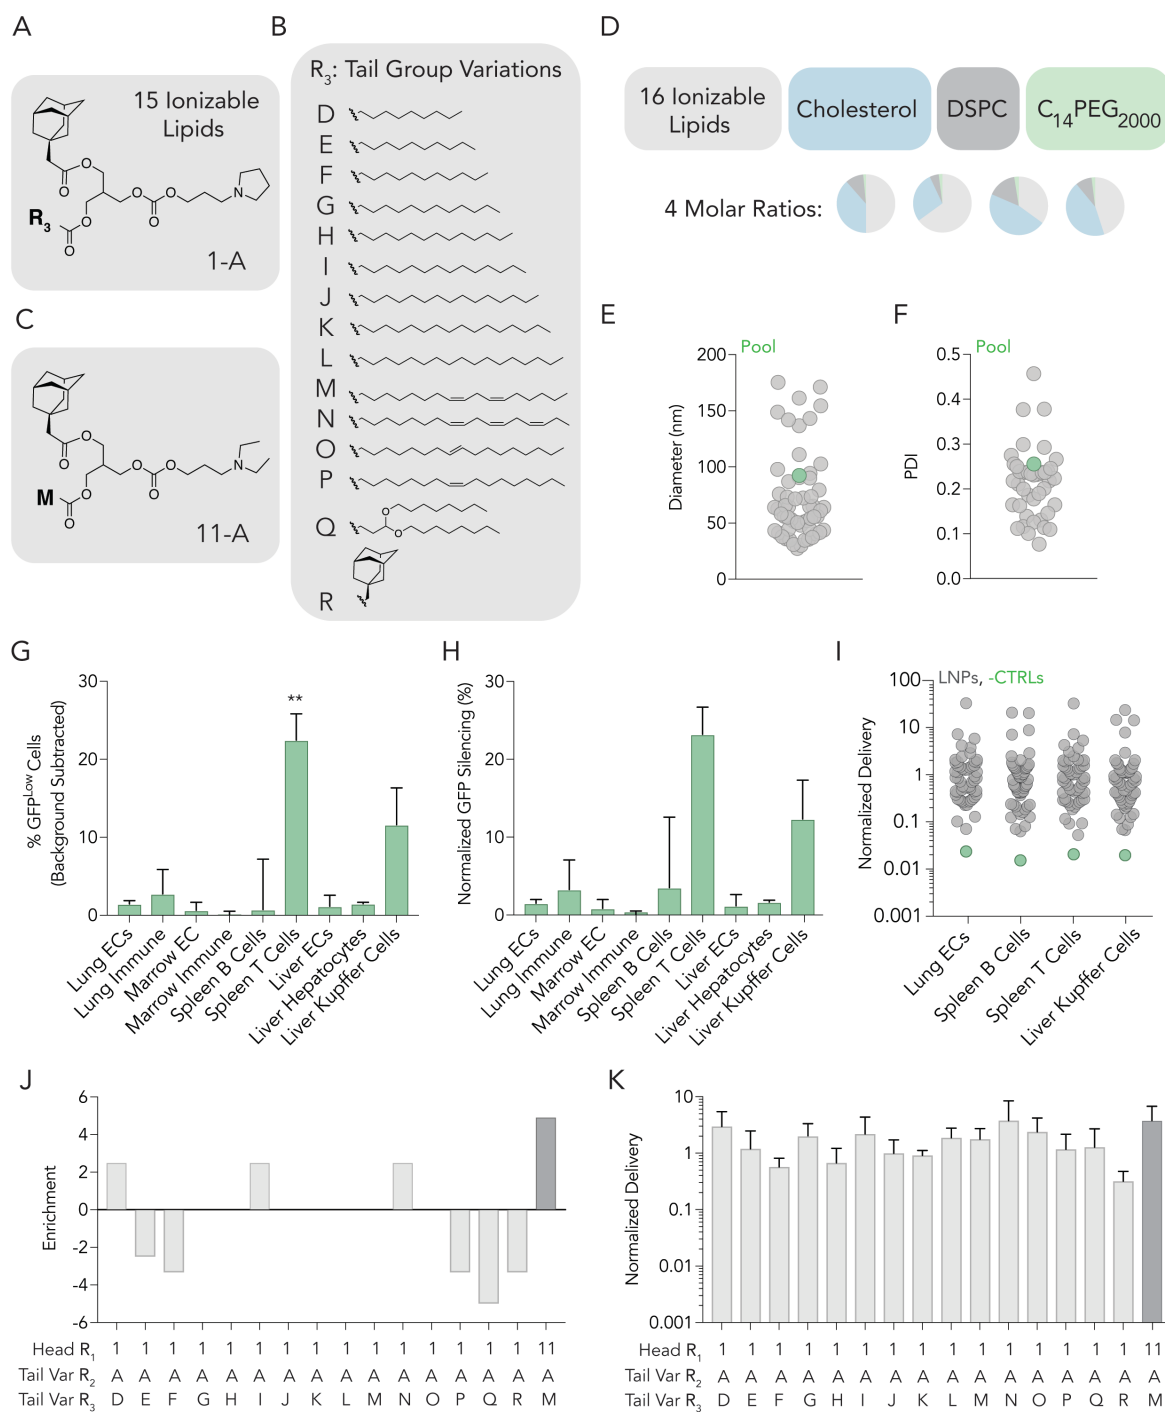 A
15 Ionizable
Lipids
O
O
O
O
O
N
R3
O
O
O
1-A
B
R3: Tail Group Variations
D
E
F
G
H
I
J
K
L
M
N
O
P
Q
O
O
R
C
O
O
O
O
O
N
M
O
O
11-A
D
16 Ionizable
Lipids
Cholesterol
DSPC
C14PEG2000
4 Molar Ratios:
E
Pool
Diameter (nm)
200
150
100
50
0
F
Pool
PDI
0.5
0.4
0.3
0.2
0.1
0.0
G
% GFPLow Cells
(Background Subtracted)
30
20
10
0
**
Lung ECs
Lung Immune
Marrow EC
Marrow Immune
Spleen B Cells
Spleen T Cells
Liver ECs
Liver Hepatocytes
Liver Kupffer Cells
H
Normalized GFP Silencing (%)
30
20
10
0
Lung ECs
Lung Immune
Marrow EC
Marrow Immune
Spleen B Cells
Spleen T Cells
Liver ECs
Liver Hepatocytes
Liver Kupffer Cells
I
LNPs, -CTRLs
Normalized Delivery
100
10
1
0.1
0.01
0.001
Lung ECs
Spleen B Cells
Spleen T Cells
Liver Kupffer Cells
J
Enrichment
6
4
2
0
-2
-4
-6
Head R1 1 1 1 1 1 1 1 1 1 1 1 1 1 1 1 11
Tail Var R2 A A A A A A A A A A A A A A A A
Tail Var R3 D E F G H I J K L M N O P Q R M
K
Normalized Delivery
10
1
0.1
0.01
0.001
Head R1 1 1 1 1 1 1 1 1 1 1 1 1 1 1 1 11
Tail Var R2 A A A A A A A A A A A A A A A A
Tail Var R3 D E F G H I J K L M N O P Q R M